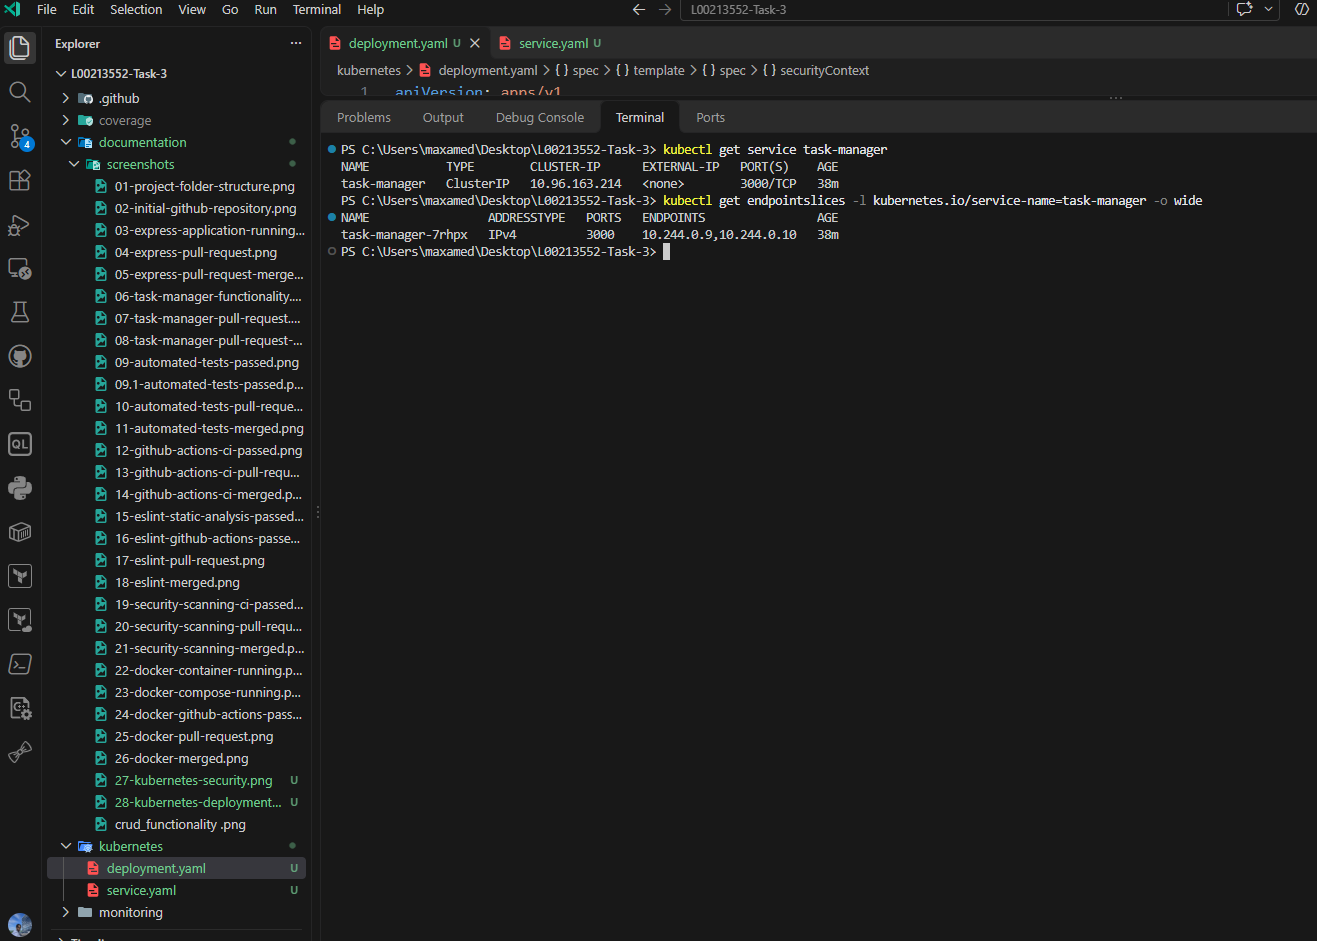 File Edit Selection View Go Run Terminal Help
L00213552-Task-3
Explorer
L00213552-Task-3
.github
coverage
documentation
screenshots
01-project-folder-structure.png
02-initial-github-repository.png
03-express-application-running...
04-express-pull-request.png
05-express-pull-request-merge...
06-task-manager-functionality....
07-task-manager-pull-request....
08-task-manager-pull-request-...
09-automated-tests-passed.png
09.1-automated-tests-passed.p...
10-automated-tests-pull-reque...
11-automated-tests-merged.png
12-github-actions-ci-passed.png
13-github-actions-ci-pull-requ...
14-github-actions-ci-merged.p...
15-eslint-static-analysis-passed...
16-eslint-github-actions-passe...
17-eslint-pull-request.png
18-eslint-merged.png
19-security-scanning-ci-passed...
20-security-scanning-pull-requ...
21-security-scanning-merged.p...
22-docker-container-running.p...
23-docker-compose-running.p...
24-docker-github-actions-pass...
25-docker-pull-request.png
26-docker-merged.png
27-kubernetes-security.png U
28-kubernetes-deployment... U
crud_functionality .png
kubernetes
deployment.yaml U
service.yaml U
monitoring
4
QL
deployment.yaml U
service.yaml U
kubernetes > deployment.yaml > {} spec > {} template > {} spec > {} securityContext
1 apiVersion: apps/v1
Problems Output Debug Console Terminal Ports
PS C:\Users\maxamed\Desktop\L00213552-Task-3> kubectl get service task-manager
NAME TYPE CLUSTER-IP EXTERNAL-IP PORT(S) AGE
task-manager ClusterIP 10.96.163.214 <none> 3000/TCP 38m
PS C:\Users\maxamed\Desktop\L00213552-Task-3> kubectl get endpointslices -l kubernetes.io/service-name=task-manager -o wide
NAME ADDRESSTYPE PORTS ENDPOINTS AGE
task-manager-7rhpx IPv4 3000 10.244.0.9,10.244.0.10 38m
PS C:\Users\maxamed\Desktop\L00213552-Task-3>